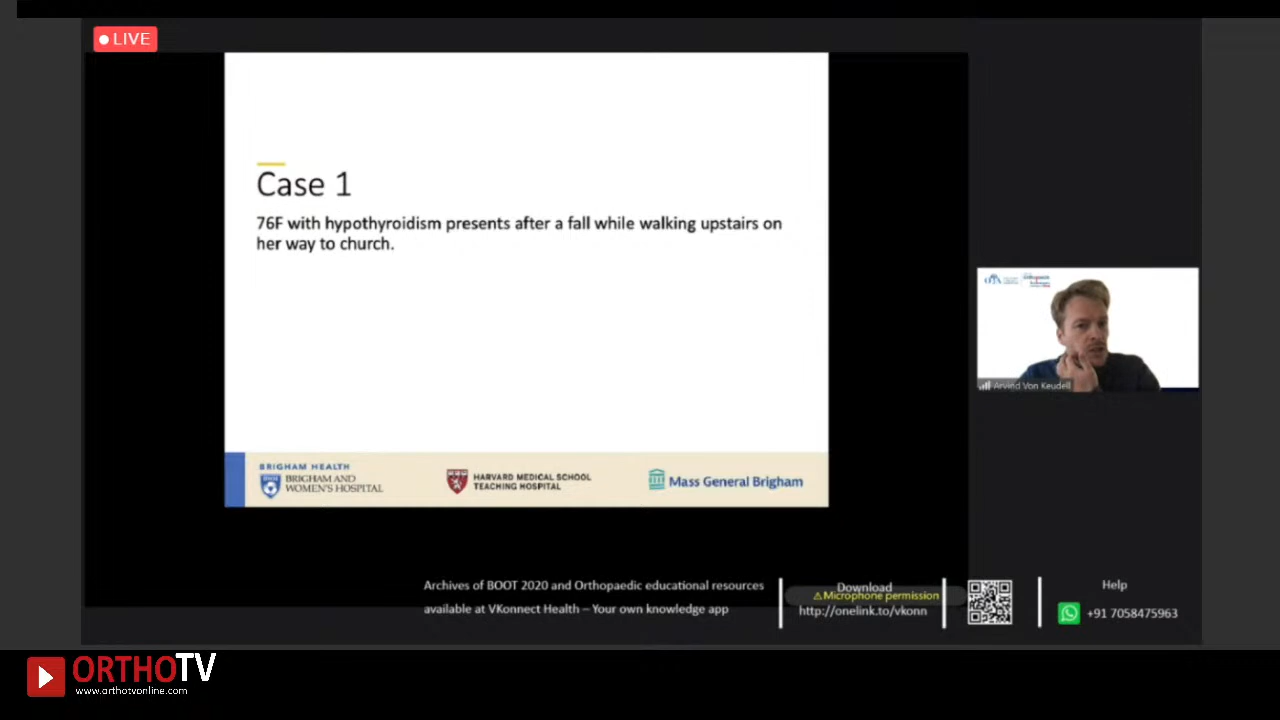 LIVE
Case 1
76F with hypothyroidism presents after a fall while walking upstairs on
her way to church.
BRIGHAM HEALTH
BRIGHAM AND
WOMEN'S HOSPITAL
HARVARD MEDICAL SCHOOL
TEACHING HOSPITAL
Mass General Brigham
Arvind Von Keudell
Archives of BOOT 2020 and Orthopaedic educational resources
available at VKonnect Health – Your own knowledge app
Download
⚠Microphone permission
http://onelink.to/vkonn
Help
+91 7058475963
ORTHOTV
www.orthotvonline.com